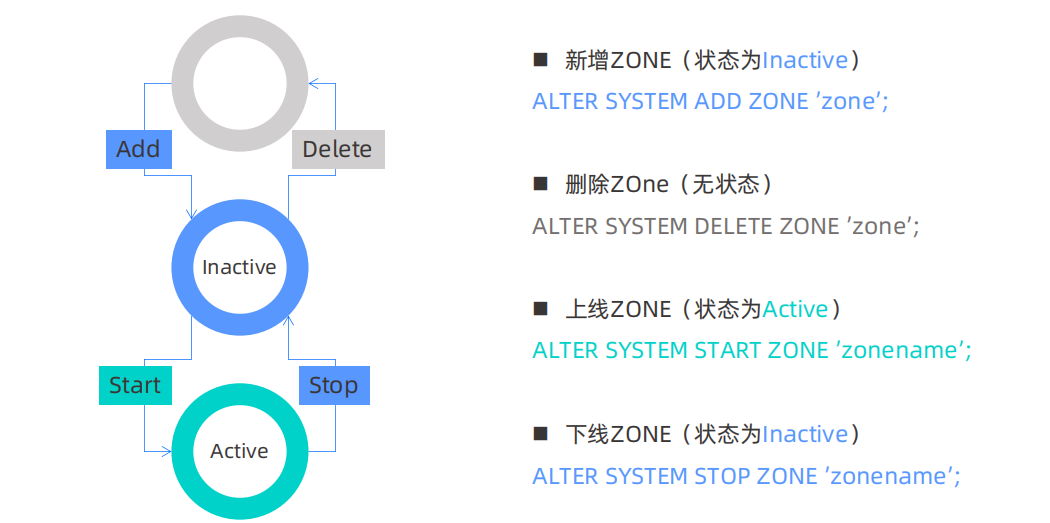 Add
Delete
Inactive
Start
Stop
Active
■ 新增ZONE（状态为Inactive）
ALTER SYSTEM ADD ZONE ’zone’;
■ 删除ZOne（无状态）
ALTER SYSTEM DELETE ZONE ’zone’;
■ 上线ZONE（状态为Active）
ALTER SYSTEM START ZONE ’zonename’;
■ 下线ZONE（状态为Inactive）
ALTER SYSTEM STOP ZONE ’zonename’;